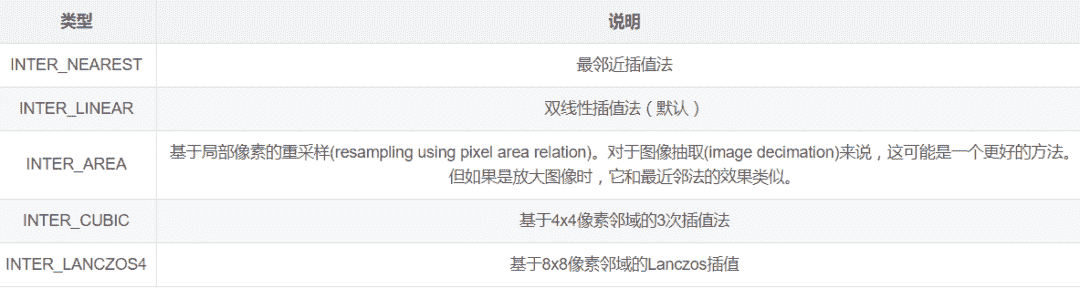 类型 说明
INTER_NEAREST 最邻近插值法
INTER_LINEAR 双线性插值法（默认）
INTER_AREA 基于局部像素的重采样(resampling using pixel area relation)。对于图像抽取(image decimation)来说，这可能是一个更好的方法。
但如果是放大图像时，它和最近邻法的效果类似。
INTER_CUBIC 基于4x4像素邻域的3次插值法
INTER_LANCZOS4 基于8x8像素邻域的Lanczos插值